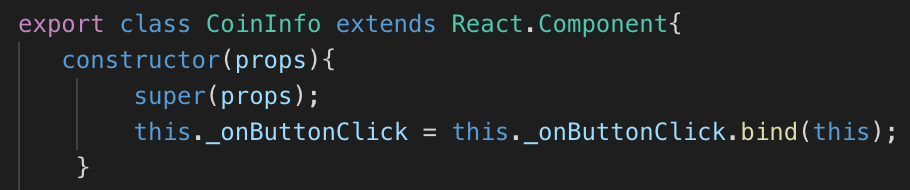 export class CoinInfo extends React.Component{
constructor(props){
super(props);
this._onButtonClick = this._onButtonClick.bind(this);
}